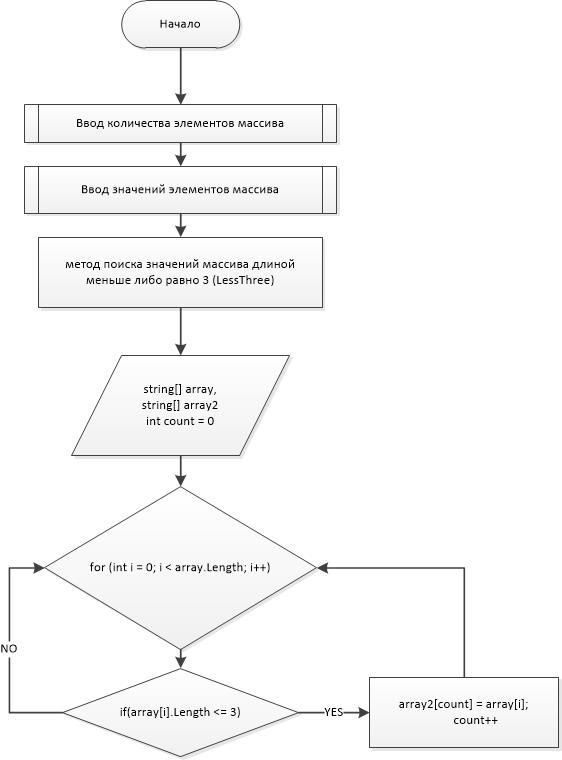 Начало
Ввод количества элементов массива
Ввод значений элементов массива
метод поиска значений массива длиной
меньше либо равно 3 (LessThree)
string[] array,
string[] array2
int count = 0
for (int i = 0; i < array.Length; i++)
NO
if(array[i].Length <= 3)
YES
array2[count] = array[i];
count++